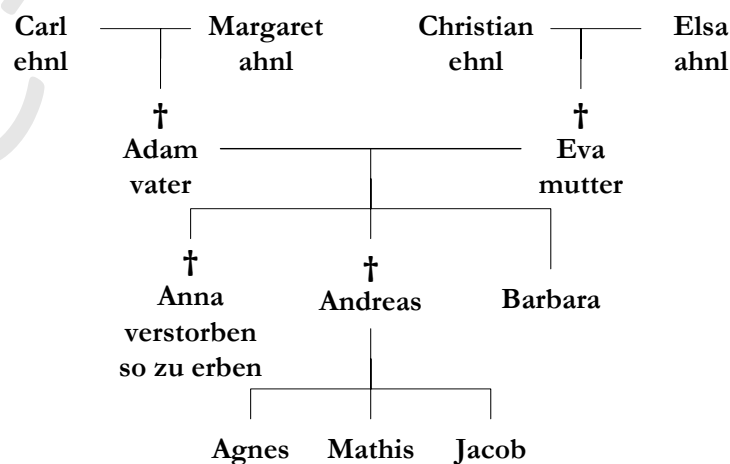 Carl Margaret Christian Elsa
ehnl ahnl ehnl ahnl
† †
Adam Eva
vater mutter
† †
Anna Andreas Barbara
verstorben
so zu erben
Agnes Mathis Jacob